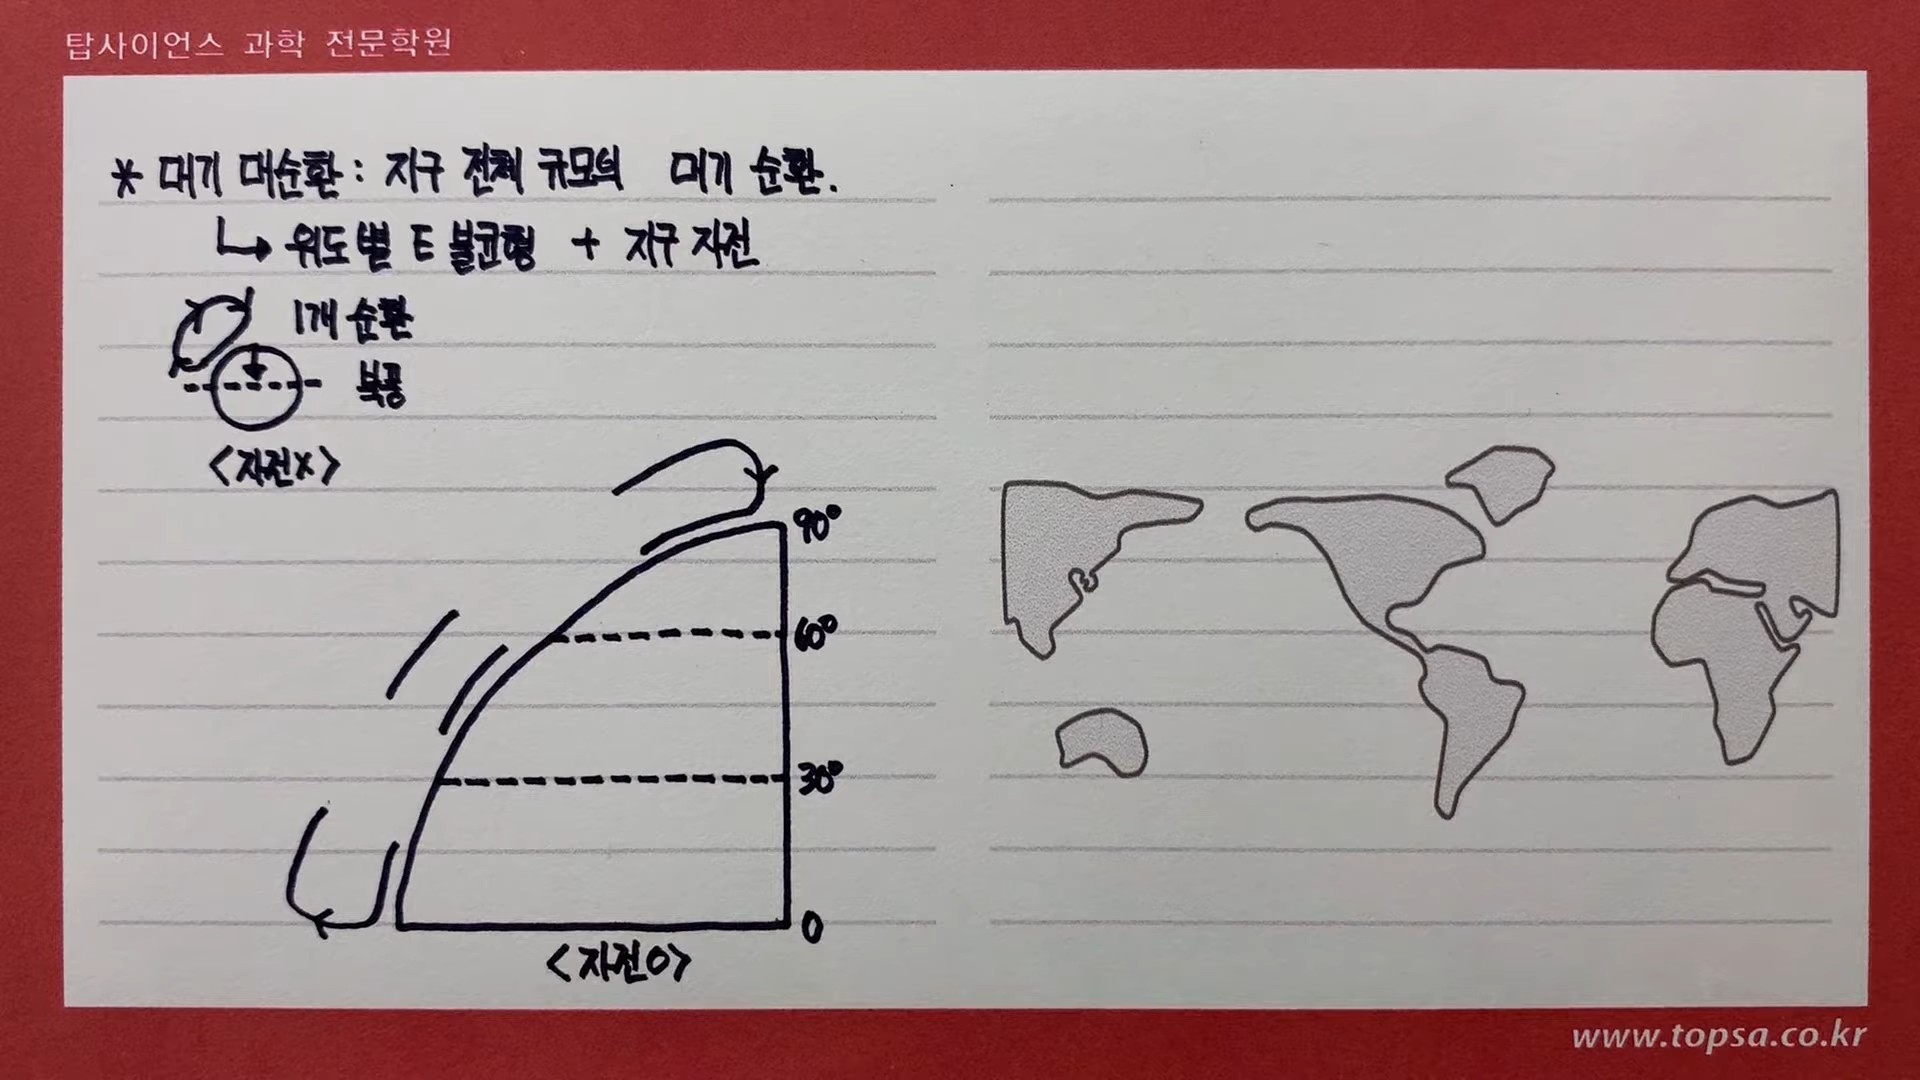 탑사이언스 과학 전문학원
* 대기 대순환 : 지구 전체 규모의 대기 순환.
↳ 위도별 E 불균형 + 지구 자전
1개 순환
북풍
<자전X>
90°
60°
30°
0
<자전O>
www.topsa.co.kr